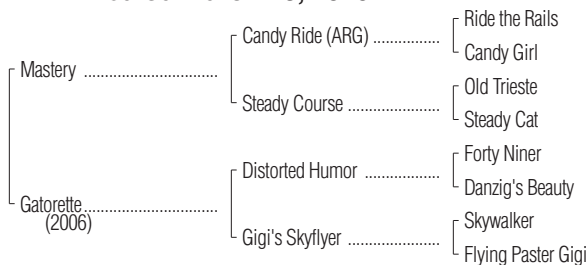 Ride the Rails
Candy Ride (ARG)
Candy Girl
Mastery
Old Trieste
Steady Course
Steady Cat
Forty Niner
Distorted Humor
Danzig's Beauty
Gatorette
(2006)
Skywalker
Gigi's Skyflyer
Flying Paster Gigi